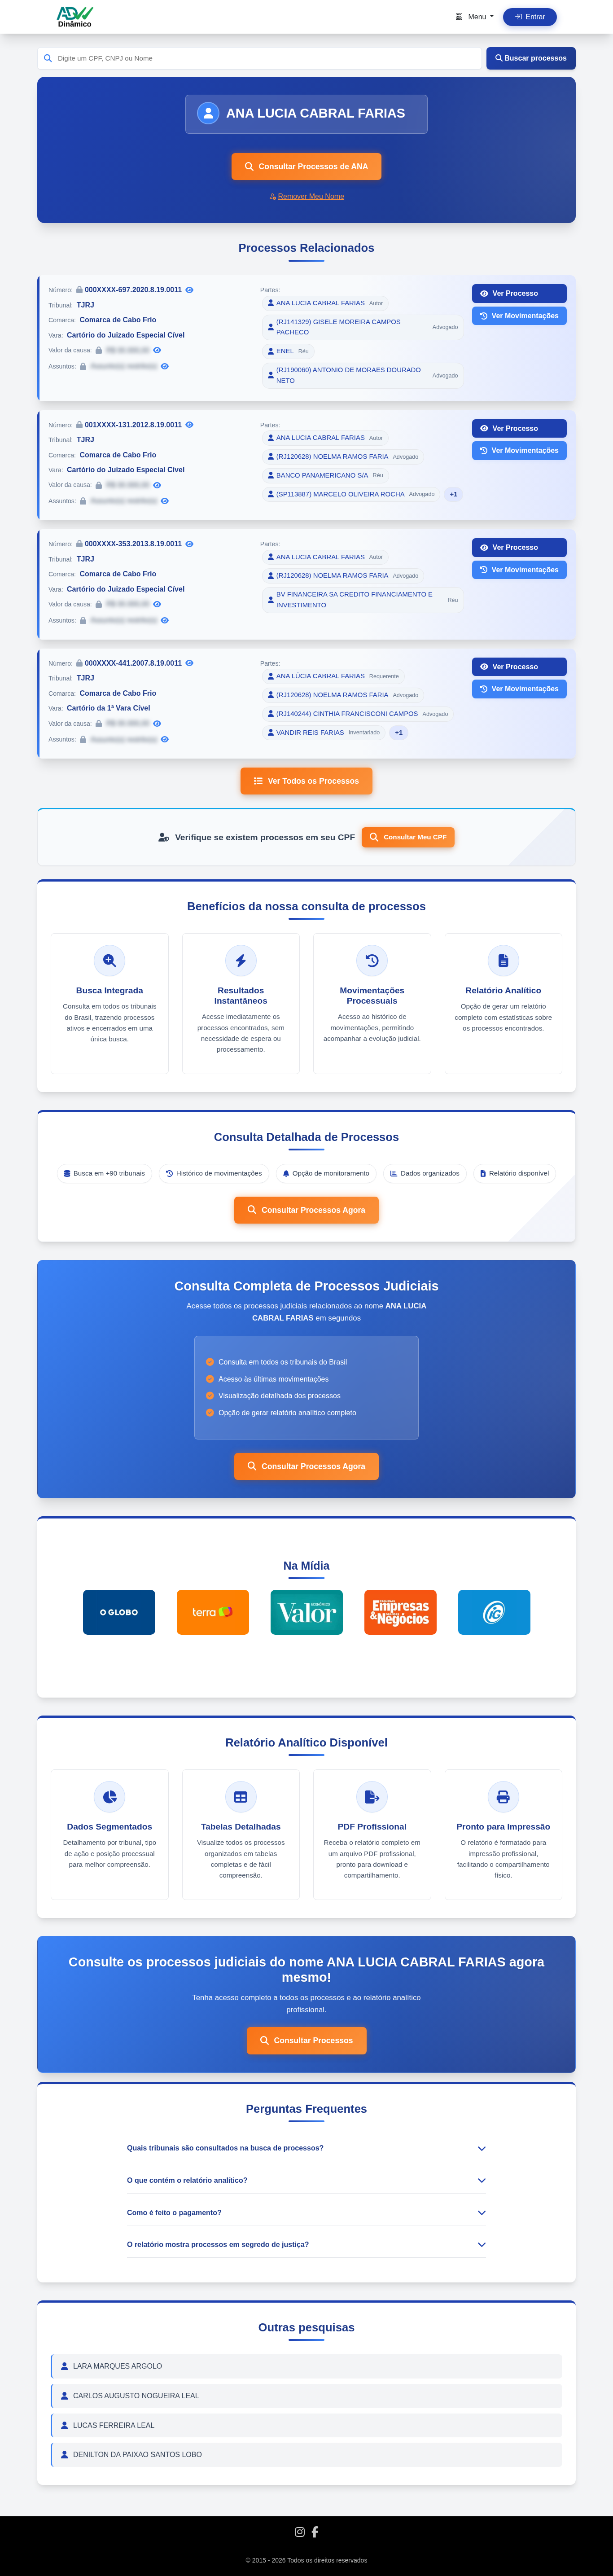 ADV
Dinâmico
Menu
Entrar
Digite um CPF, CNPJ ou Nome
Buscar processos
ANA LUCIA CABRAL FARIAS
Consultar Processos de ANA
Remover Meu Nome
Processos Relacionados
Número: 000XXXX-697.2020.8.19.0011
Tribunal: TJRJ
Comarca: Comarca de Cabo Frio
Vara: Cartório do Juizado Especial Cível
Valor da causa:
Assuntos:
Partes:
ANA LUCIA CABRAL FARIAS Autor
(RJ141329) GISELE MOREIRA CAMPOS
PACHECO Advogado
ENEL Réu
(RJ190060) ANTONIO DE MORAES DOURADO
NETO Advogado
Ver Processo
Ver Movimentações
Número: 001XXXX-131.2012.8.19.0011
Tribunal: TJRJ
Comarca: Comarca de Cabo Frio
Vara: Cartório do Juizado Especial Cível
Valor da causa:
Assuntos:
Partes:
ANA LUCIA CABRAL FARIAS Autor
(RJ120628) NOELMA RAMOS FARIA Advogado
BANCO PANAMERICANO S/A Réu
(SP113887) MARCELO OLIVEIRA ROCHA Advogado +1
Ver Processo
Ver Movimentações
Número: 000XXXX-353.2013.8.19.0011
Tribunal: TJRJ
Comarca: Comarca de Cabo Frio
Vara: Cartório do Juizado Especial Cível
Valor da causa:
Assuntos:
Partes:
ANA LUCIA CABRAL FARIAS Autor
(RJ120628) NOELMA RAMOS FARIA Advogado
BV FINANCEIRA SA CREDITO FINANCIAMENTO E
INVESTIMENTO Réu
Ver Processo
Ver Movimentações
Número: 000XXXX-441.2007.8.19.0011
Tribunal: TJRJ
Comarca: Comarca de Cabo Frio
Vara: Cartório da 1ª Vara Cível
Valor da causa:
Assuntos:
Partes:
ANA LÚCIA CABRAL FARIAS Requerente
(RJ120628) NOELMA RAMOS FARIA Advogado
(RJ140244) CINTHIA FRANCISCONI CAMPOS Advogado
VANDIR REIS FARIAS Inventariado +1
Ver Processo
Ver Movimentações
Ver Todos os Processos
Verifique se existem processos em seu CPF
Consultar Meu CPF
Benefícios da nossa consulta de processos
Busca Integrada
Consulta em todos os tribunais
do Brasil, trazendo processos
ativos e encerrados em uma
única busca.
Resultados
Instantâneos
Acesse imediatamente os
processos encontrados, sem
necessidade de espera ou
processamento.
Movimentações
Processuais
Acesso ao histórico de
movimentações, permitindo
acompanhar a evolução judicial.
Relatório Analítico
Opção de gerar um relatório
completo com estatísticas sobre
os processos encontrados.
Consulta Detalhada de Processos
Busca em +90 tribunais
Histórico de movimentações
Opção de monitoramento
Dados organizados
Relatório disponível
Consultar Processos Agora
Consulta Completa de Processos Judiciais
Acesse todos os processos judiciais relacionados ao nome ANA LUCIA
CABRAL FARIAS em segundos
Consulta em todos os tribunais do Brasil
Acesso às últimas movimentações
Visualização detalhada dos processos
Opção de gerar relatório analítico completo
Consultar Processos Agora
Na Mídia
O GLOBO
terra
Valor
ECONÔMICO
Empresas
&Negócios
iG
Relatório Analítico Disponível
Dados Segmentados
Detalhamento por tribunal, tipo
de ação e posição processual
para melhor compreensão.
Tabelas Detalhadas
Visualize todos os processos
organizados em tabelas
completas e de fácil
compreensão.
PDF Profissional
Receba o relatório completo em
um arquivo PDF profissional,
pronto para download e
compartilhamento.
Pronto para Impressão
O relatório é formatado para
impressão profissional,
facilitando o compartilhamento
físico.
Consulte os processos judiciais do nome ANA LUCIA CABRAL FARIAS agora
mesmo!
Tenha acesso completo a todos os processos e ao relatório analítico
profissional.
Consultar Processos
Perguntas Frequentes
Quais tribunais são consultados na busca de processos?
O que contém o relatório analítico?
Como é feito o pagamento?
O relatório mostra processos em segredo de justiça?
Outras pesquisas
LARA MARQUES ARGOLO
CARLOS AUGUSTO NOGUEIRA LEAL
LUCAS FERREIRA LEAL
DENILTON DA PAIXAO SANTOS LOBO
© 2015 - 2026 Todos os direitos reservados